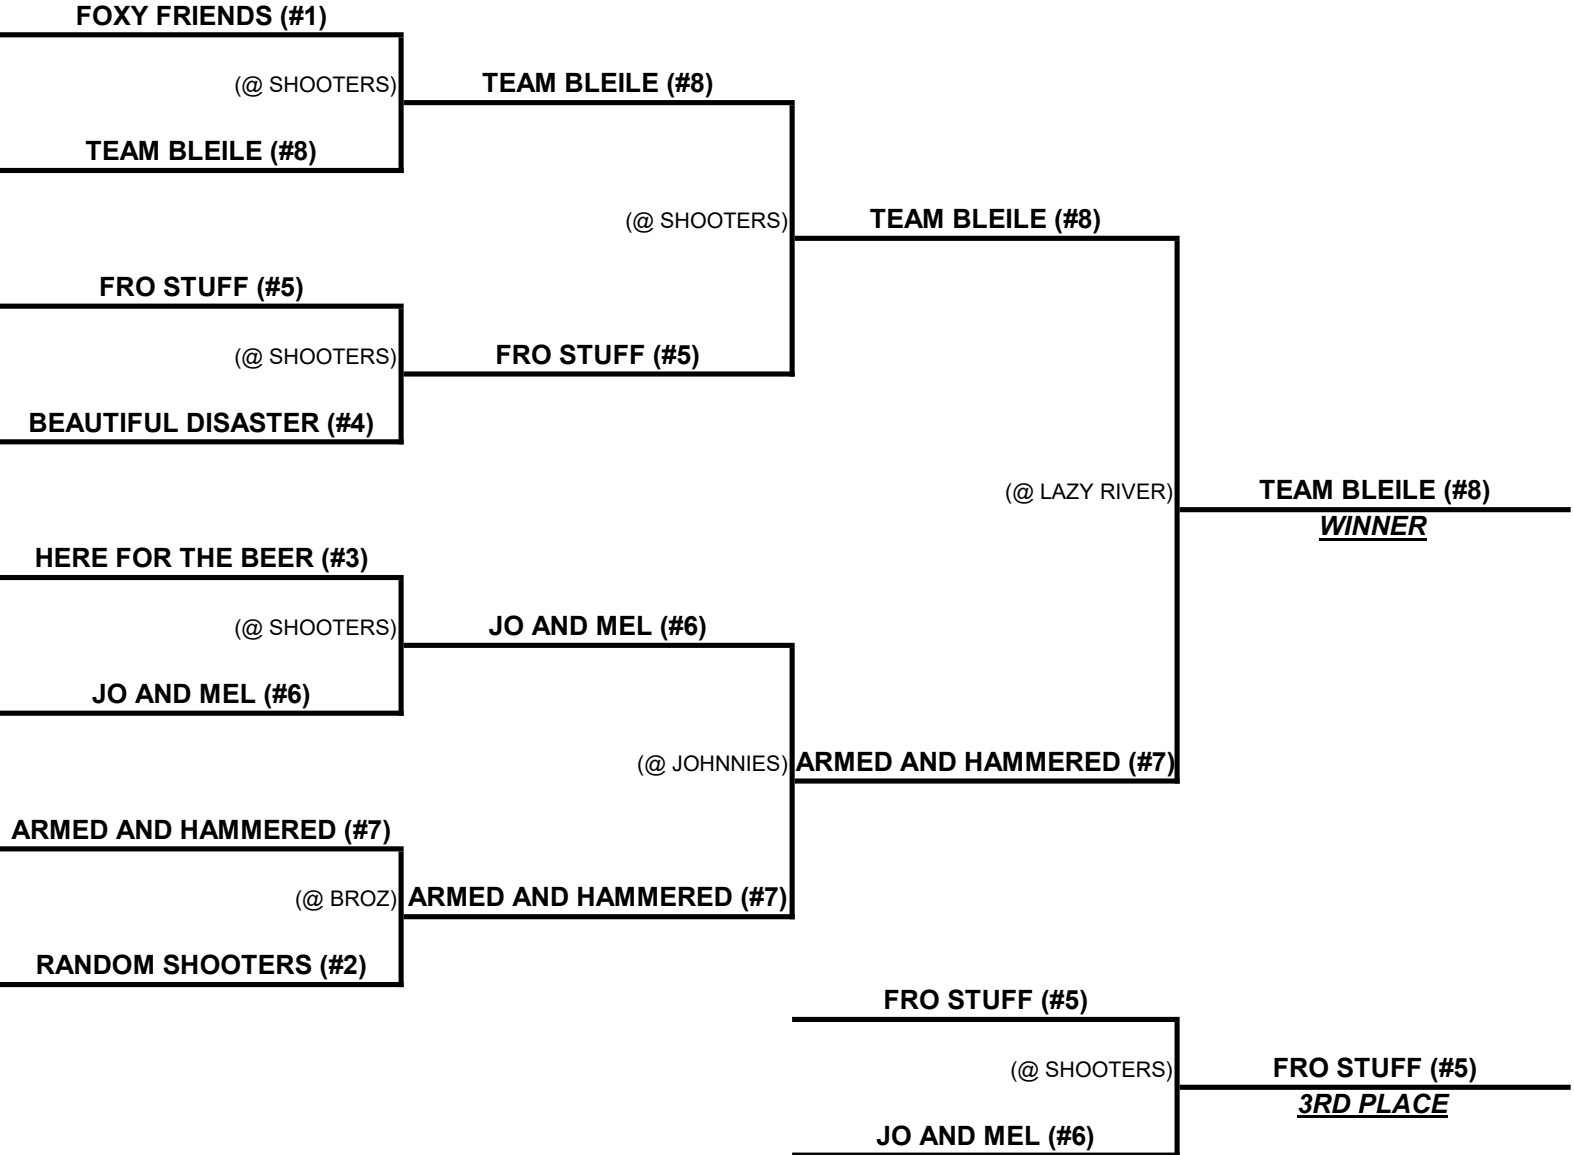 FOXY FRIENDS (#1)
(@ SHOOTERS)
TEAM BLEILE (#8)
TEAM BLEILE (#8)
(@ SHOOTERS)
TEAM BLEILE (#8)
FRO STUFF (#5)
(@ SHOOTERS)
FRO STUFF (#5)
BEAUTIFUL DISASTER (#4)
(@ LAZY RIVER)
TEAM BLEILE (#8)
WINNER
HERE FOR THE BEER (#3)
(@ SHOOTERS)
JO AND MEL (#6)
JO AND MEL (#6)
(@ JOHNNIES)
ARMED AND HAMMERED (#7)
ARMED AND HAMMERED (#7)
(@ BROZ)
ARMED AND HAMMERED (#7)
RANDOM SHOOTERS (#2)
FRO STUFF (#5)
(@ SHOOTERS)
FRO STUFF (#5)
3RD PLACE
JO AND MEL (#6)